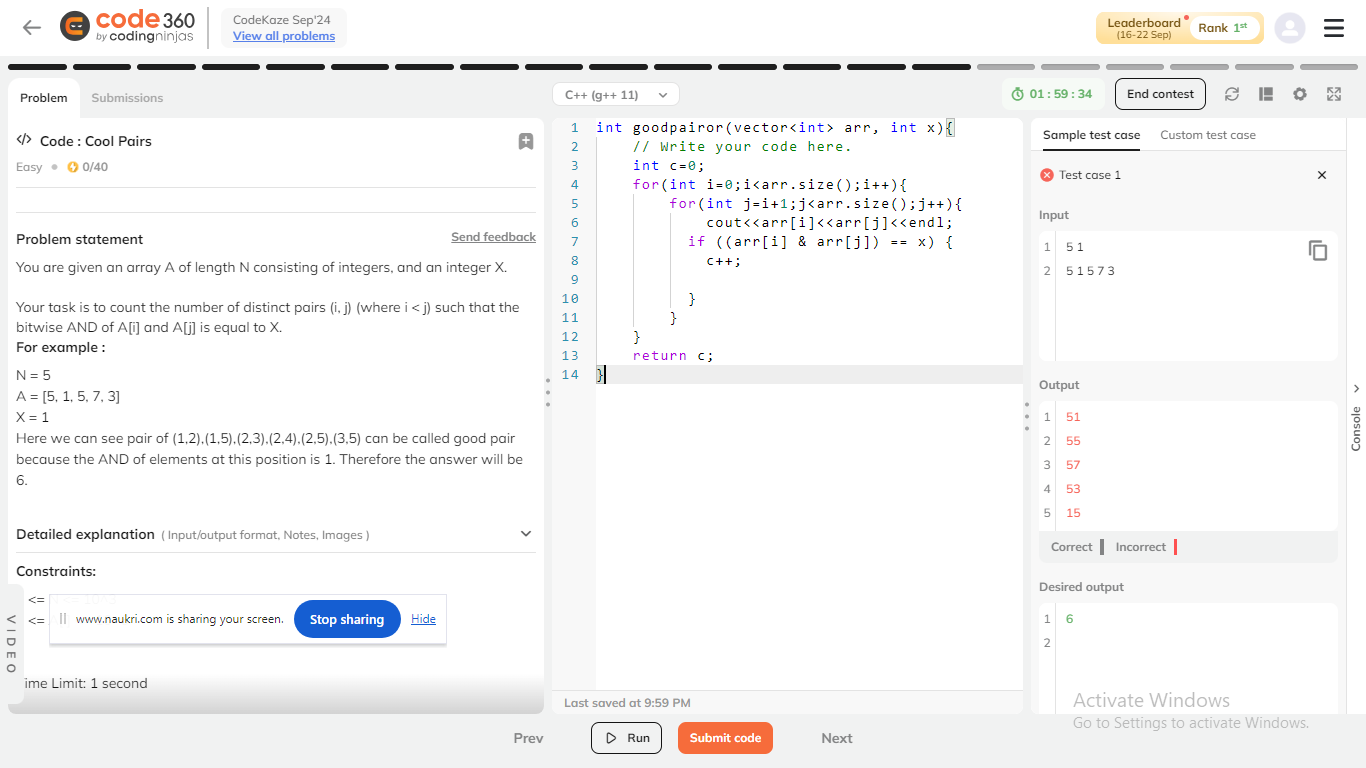 code360
by codingninjas
CodeKaze Sep'24
View all problems
Leaderboard
(16-22 Sep)
Rank 1st
Problem
Submissions
C++ (g++ 11)
01 : 59 : 34
End contest
</> Code : Cool Pairs
Easy
0/40
Problem statement
Send feedback
You are given an array A of length N consisting of integers, and an integer X.
Your task is to count the number of distinct pairs (i, j) (where i < j) such that the
bitwise AND of A[i] and A[j] is equal to X.
For example :
N = 5
A = [5, 1, 5, 7, 3]
X = 1
Here we can see pair of (1,2),(1,5),(2,3),(2,4),(2,5),(3,5) can be called good pair
because the AND of elements at this position is 1. Therefore the answer will be
6.
Detailed explanation ( Input/output format, Notes, Images )
Constraints:
<=
<=
www.naukri.com is sharing your screen.
Stop sharing
Hide
VIDEO
ime Limit: 1 second
1 int goodpairor(vector<int> arr, int x){
2 // Write your code here.
3 int c=0;
4 for(int i=0;i<arr.size();i++){
5 for(int j=i+1;j<arr.size();j++){
6 cout<<arr[i]<<arr[j]<<endl;
7 if ((arr[i] & arr[j]) == x) {
8 c++;
9
10 }
11 }
12 }
13 return c;
14 }
Last saved at 9:59 PM
Sample test case
Custom test case
Test case 1
Input
1 5 1
2 5 1 5 7 3
Output
1 51
2 55
3 57
4 53
5 15
Correct
Incorrect
Desired output
1 6
2
Console
Activate Windows
Go to Settings to activate Windows.
Prev
Run
Submit code
Next